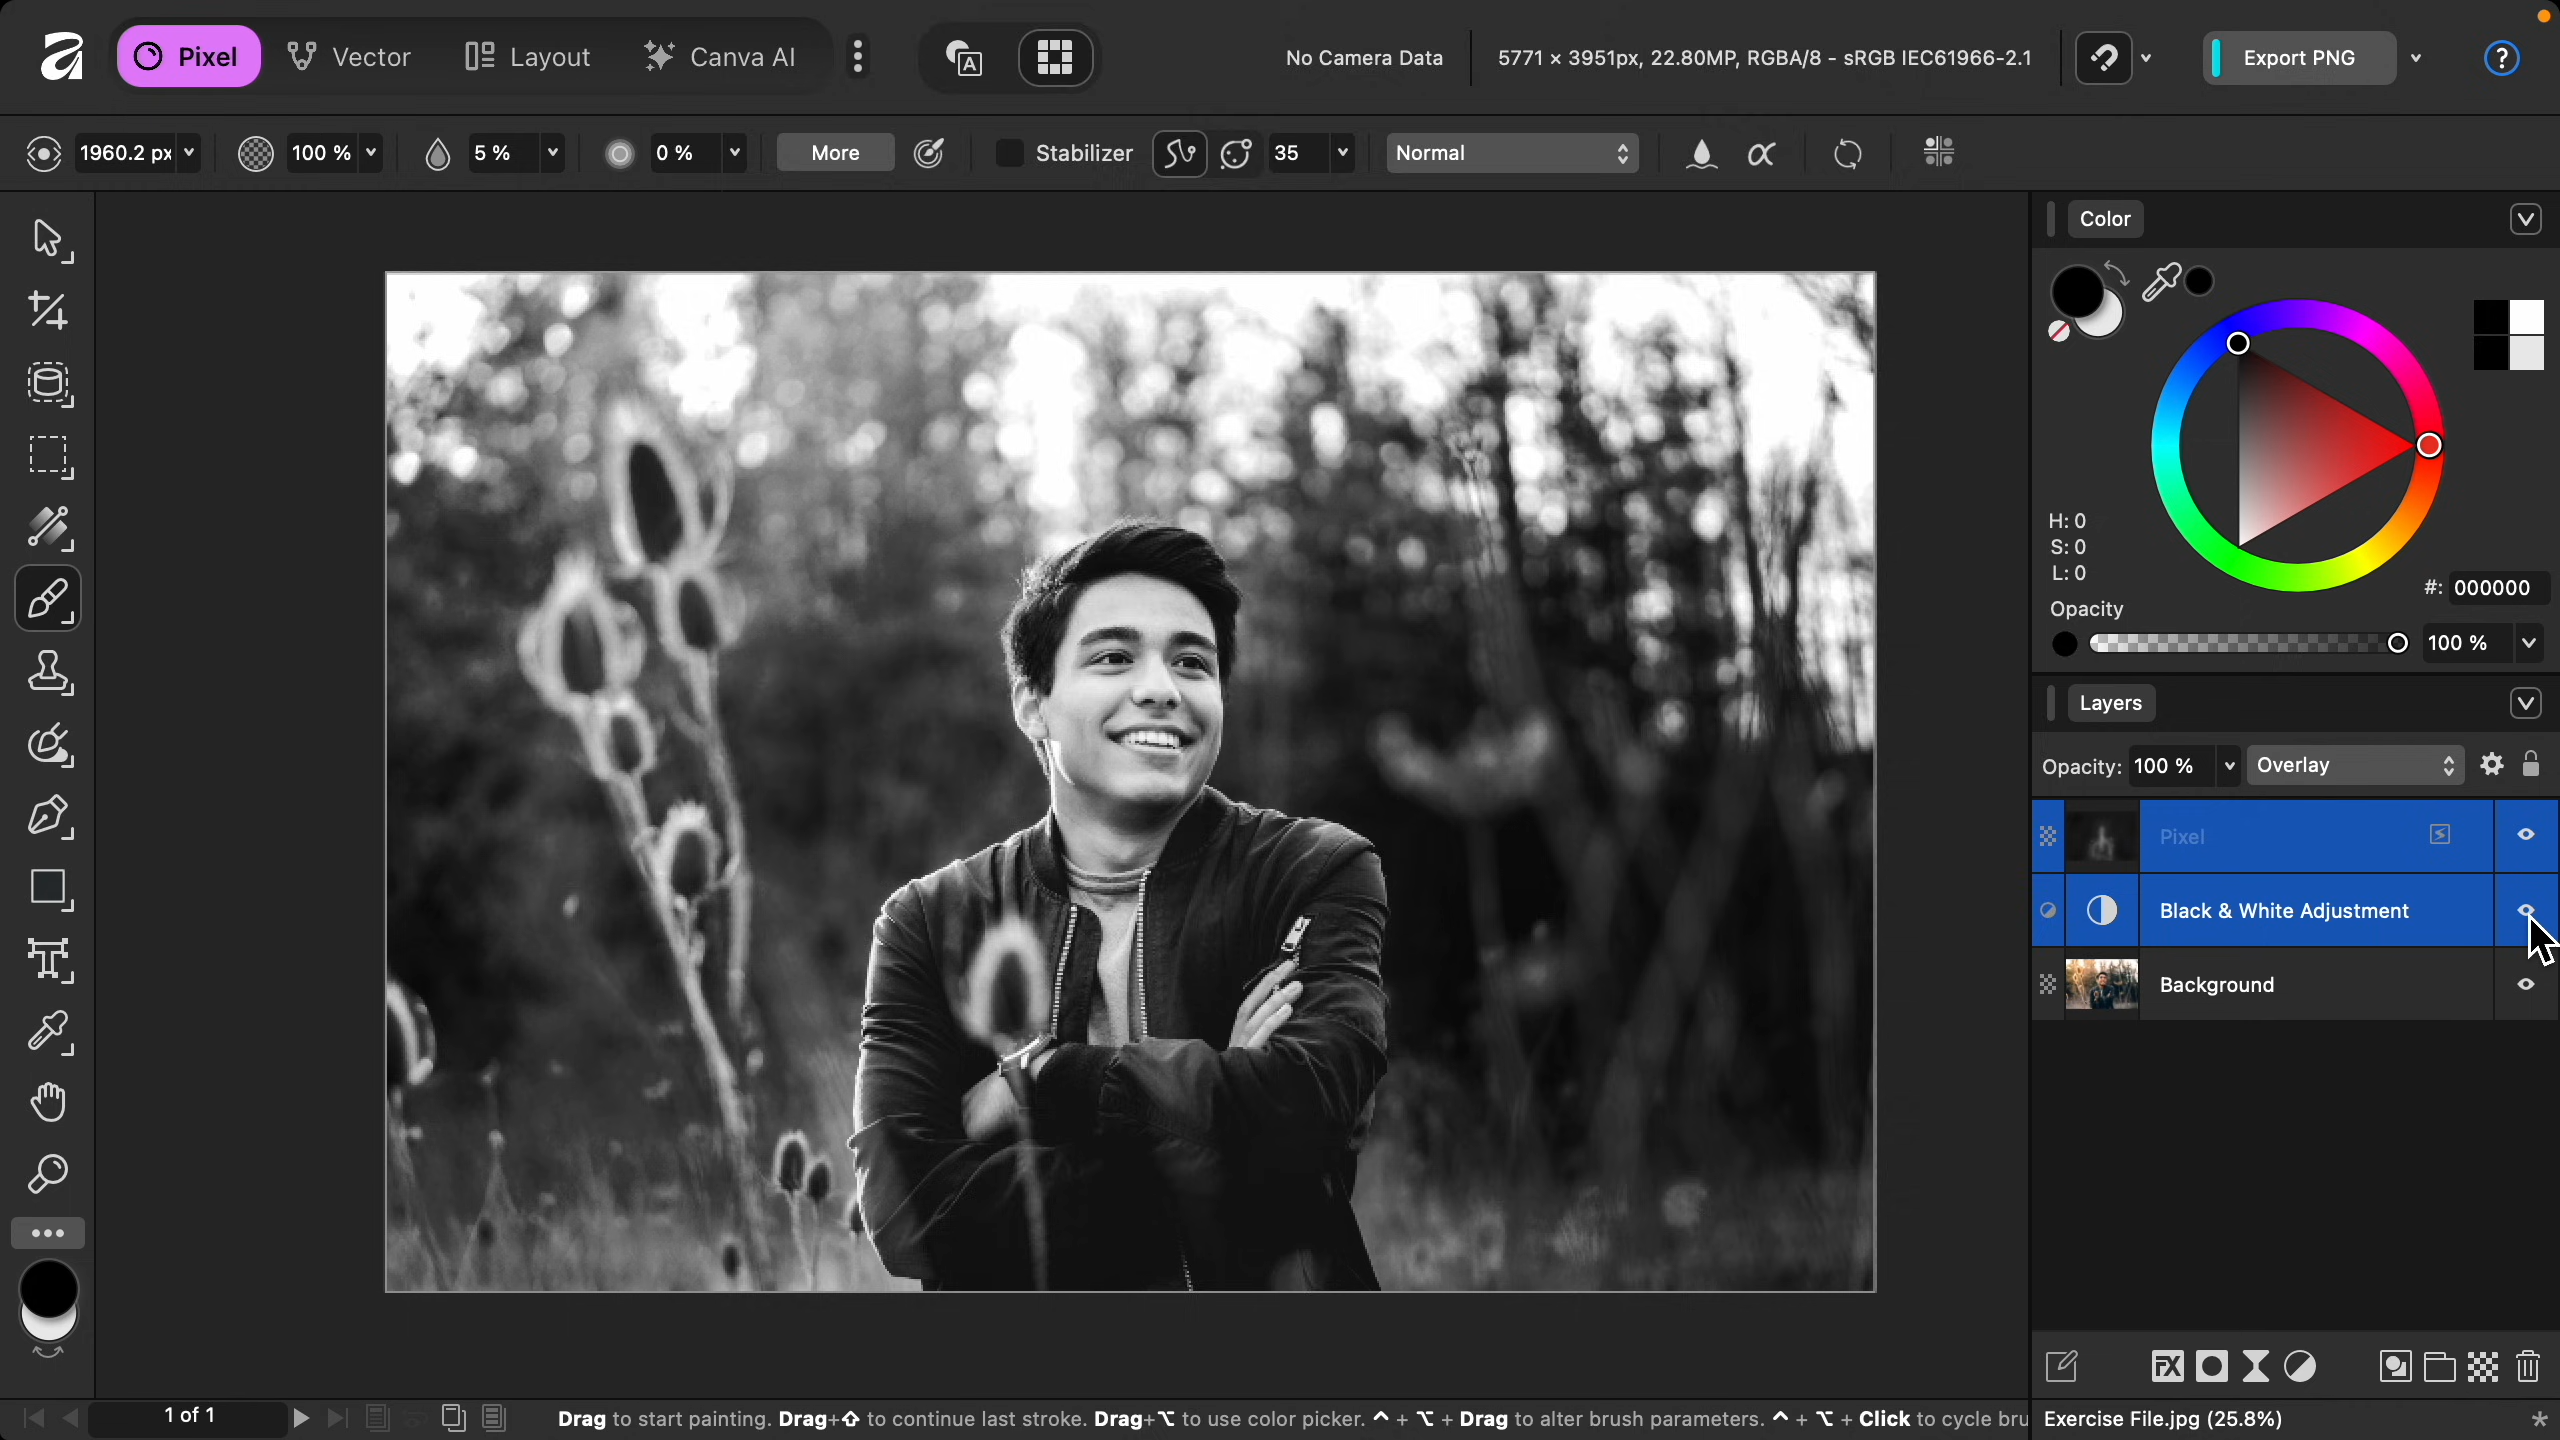 Pixel Vector Layout Canva AI No Camera Data 5771 × 3951px, 22.80MP, RGBA/8 - sRGB IEC61966-2.1 Export PNG ?
1960.2 px 100 % 5 % 0 % More Stabilizer 35 Normal α
Color
H: 0
S: 0
L: 0
#: 000000
Opacity
100 %
Layers
Opacity: 100 % Overlay
Pixel
Black & White Adjustment
Background
FX
1 of 1 Drag to start painting. Drag+⇧ to continue last stroke. Drag+⌥ to use color picker. ^ + ⌥ + Drag to alter brush parameters. ^ + ⌥ + Click to cycle bru Exercise File.jpg (25.8%) *